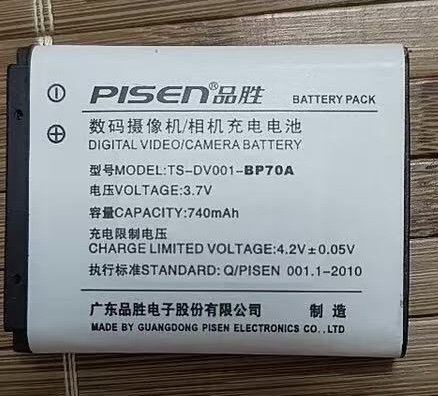 PISEN®品胜 BATTERY PACK
数码摄像机/相机充电电池
DIGITAL VIDEO/CAMERA BATTERY
型号MODEL: TS-DV001-BP70A
电压VOLTAGE: 3.7V
容量CAPACITY: 740mAh
充电限制电压
CHARGE LIMITED VOLTAGE: 4.2V±0.05V
执行标准STANDARD: Q/PISEN 001.1-2010
广东品胜电子股份有限公司 制造
MADE BY GUANGDONG PISEN ELECTRONICS CO., LTD.